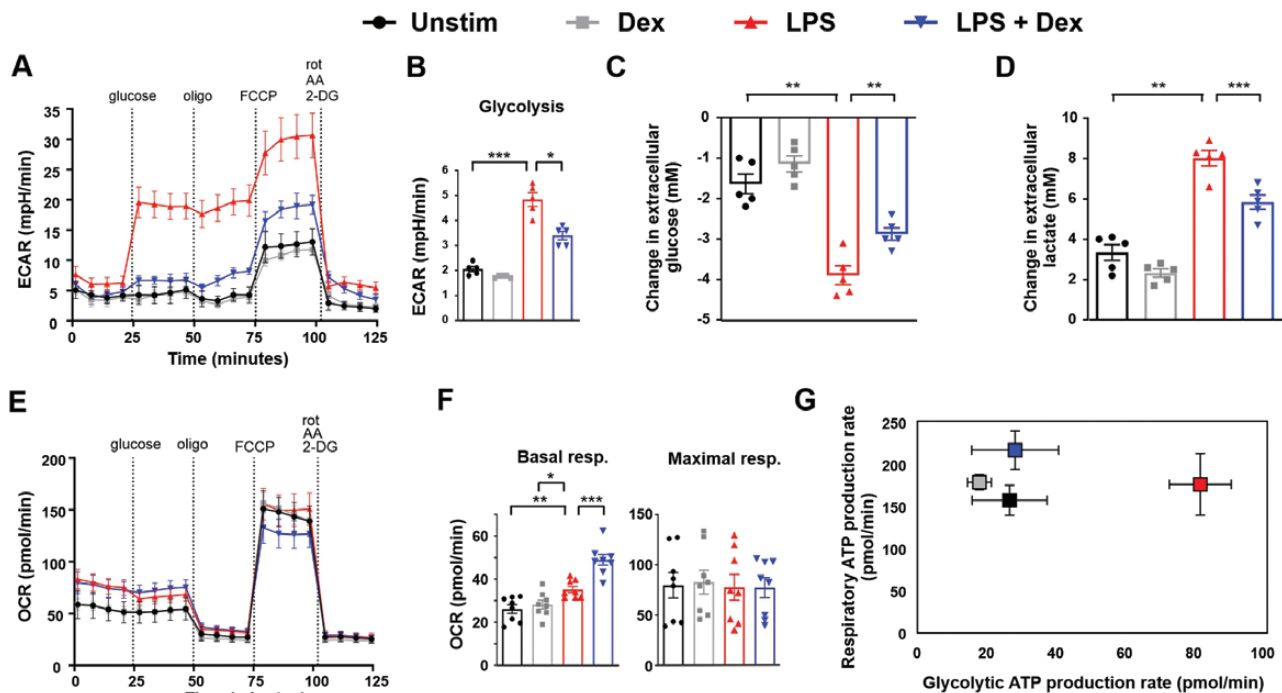 Unstim Dex LPS LPS + Dex
A
rot
AA
glucose oligo FCCP 2-DG
ECAR (mpH/min)
35
30
25
20
15
10
5
0
0 25 50 75 100 125
Time (minutes)
B
Glycolysis
*** *
ECAR (mpH/min)
6
5
4
3
2
1
0
C
** **
Change in extracellular
glucose (mM)
0
-1
-2
-3
-4
-5
D
** ***
Change in extracellular
lactate (mM)
10
8
6
4
2
0
E
rot
AA
glucose oligo FCCP 2-DG
OCR (pmol/min)
200
150
100
50
0
0 25 50 75 100 125
F
Basal resp.
*
** ***
OCR (pmol/min)
80
60
40
20
0
Maximal resp.
150
100
50
0
G
Respiratory ATP production rate
(pmol/min)
250
200
150
100
50
0
0 20 40 60 80 100
Glycolytic ATP production rate (pmol/min)